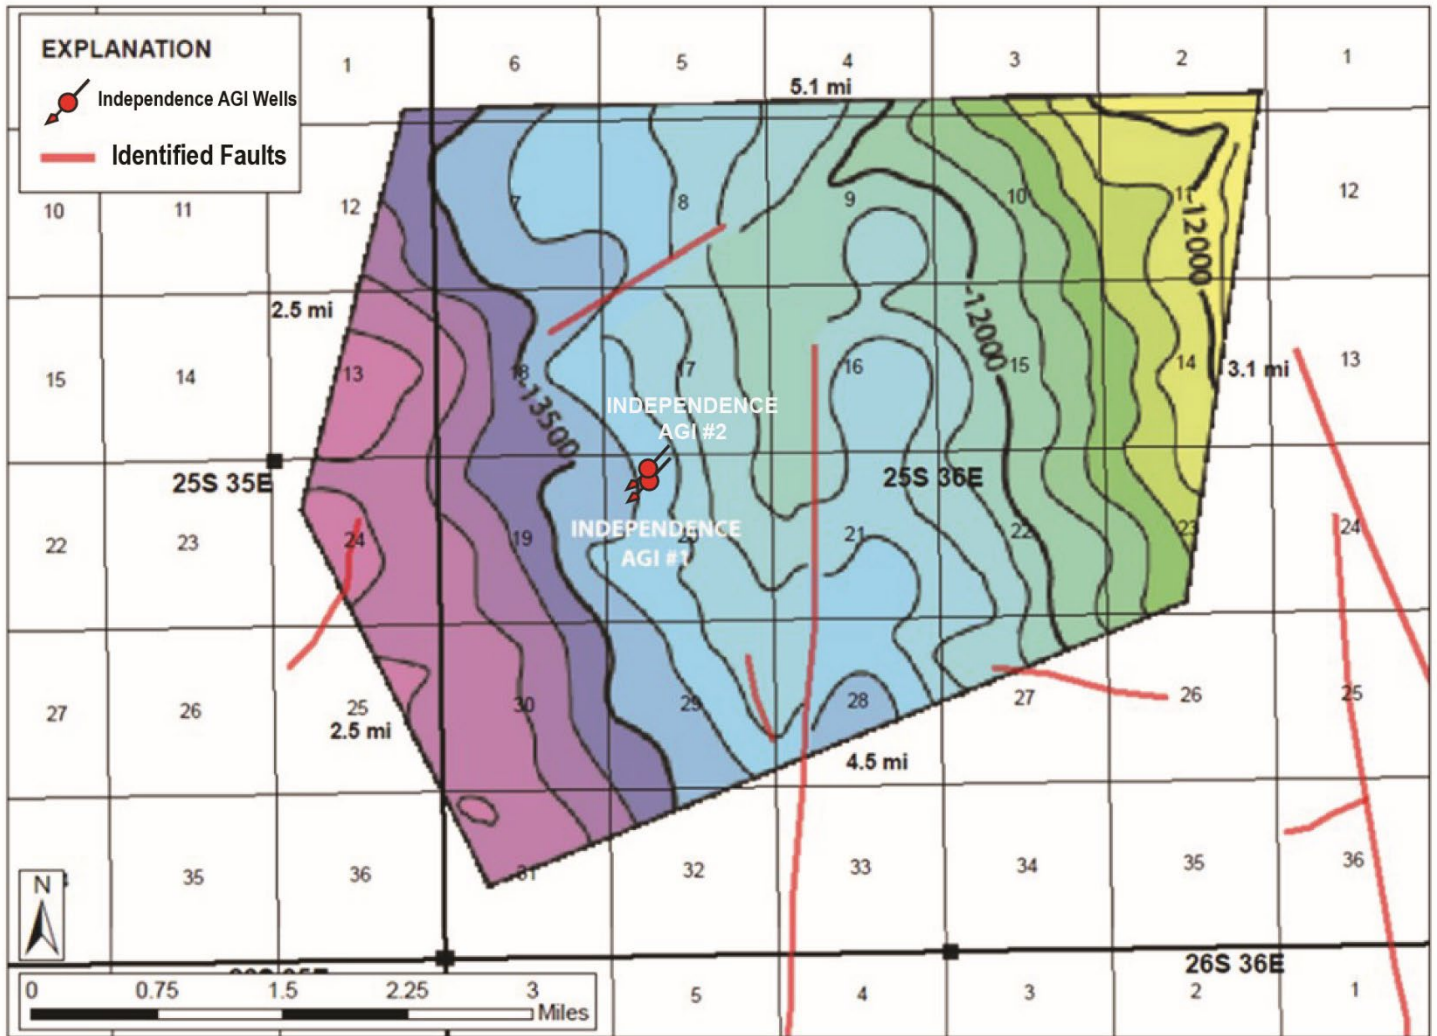 EXPLANATION
Independence AGI Wells
Identified Faults
1 6 5 4 3 2 1
5.1 mi
10 11 12 7 8 9 10 11 12
-12000
2.5 mi
-12000
15 14 13 18 17 16 15 14 13
3.1 mi
-13500
INDEPENDENCE
AGI #2
25S 35E
25S 36E
INDEPENDENCE
AGI #1
22 23 24 19 21 22 23 24
27 26 25 30 29 28 27 26 25
2.5 mi
4.5 mi
35 36 31 32 33 34 35 36
N
26S 36E
0 0.75 1.5 2.25 3
Miles
5 4 3 2 1